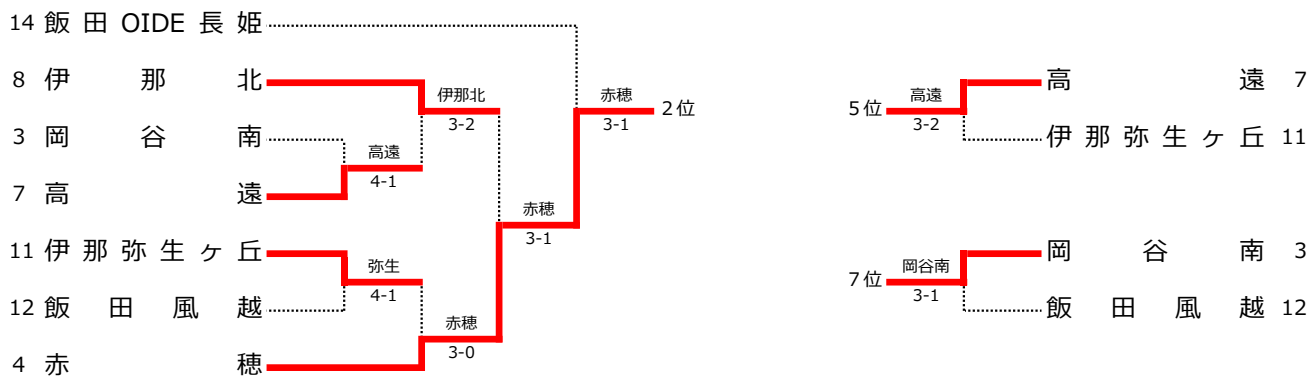 14 飯田OIDE長姫
8 伊那北
3 岡谷南
7 高遠
11 伊那弥生ヶ丘
12 飯田風越
4 赤穂
高遠
4-1
弥生
4-1
伊那北
3-2
赤穂
3-0
赤穂
3-1
赤穂
3-1
2位
5位
高遠
3-2
高遠 7
伊那弥生ヶ丘 11
7位
岡谷南
3-1
岡谷南 3
飯田風越 12